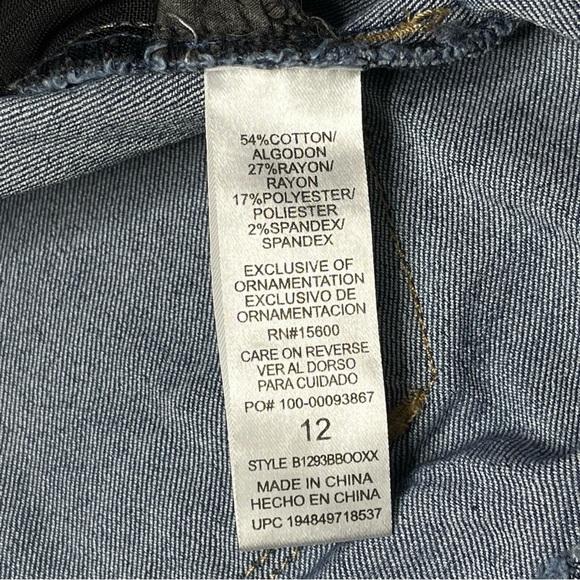 54%COTTON/
ALGODON
27%RAYON/
RAYON
17%POLYESTER/
POLIESTER
2%SPANDEX/
SPANDEX
EXCLUSIVE OF
ORNAMENTATION
EXCLUSIVO DE
ORNAMENTACION
RN#15600
CARE ON REVERSE
VER AL DORSO
PARA CUIDADO
PO# 100-00093867
12
STYLE B1293BBOOXX
MADE IN CHINA
HECHO EN CHINA
UPC 194849718537